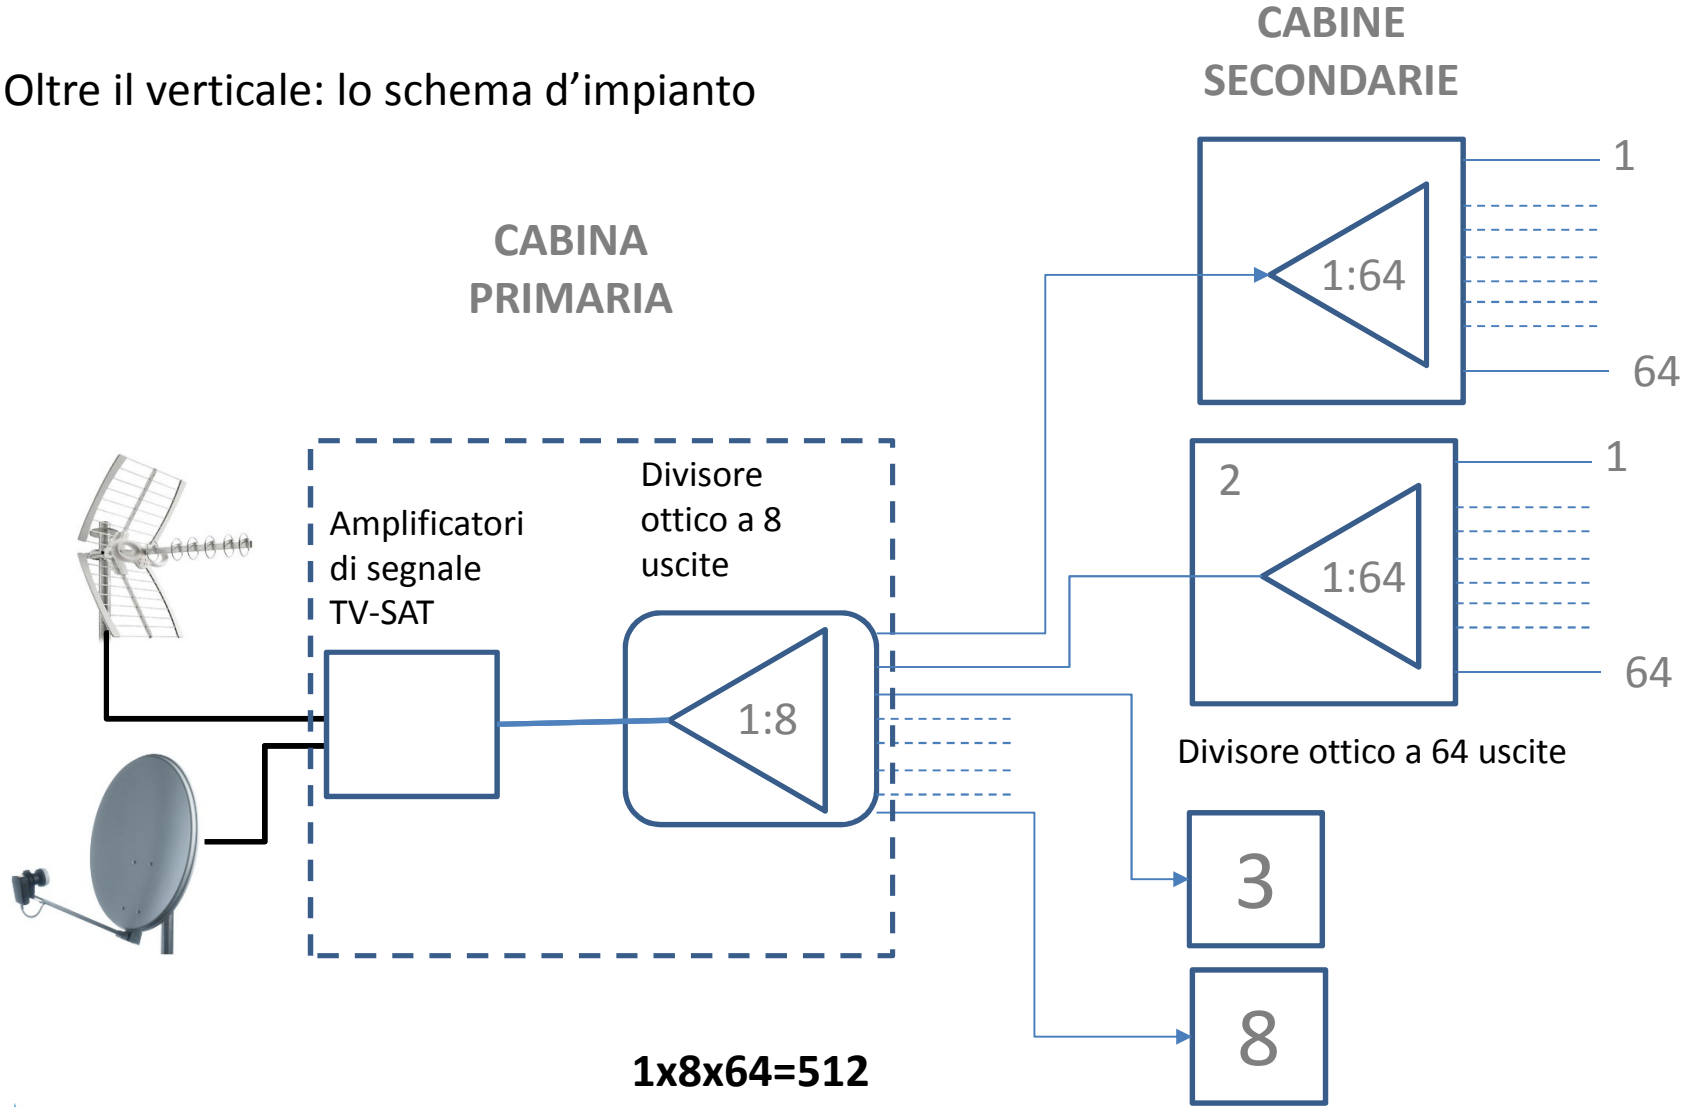 Oltre il verticale: lo schema d’impianto
CABINE
SECONDARIE
CABINA
PRIMARIA
1
1:64
64
Amplificatori
di segnale
TV-SAT
Divisore
ottico a 8
uscite
1:8
2
1
1:64
64
Divisore ottico a 64 uscite
3
8
1x8x64=512